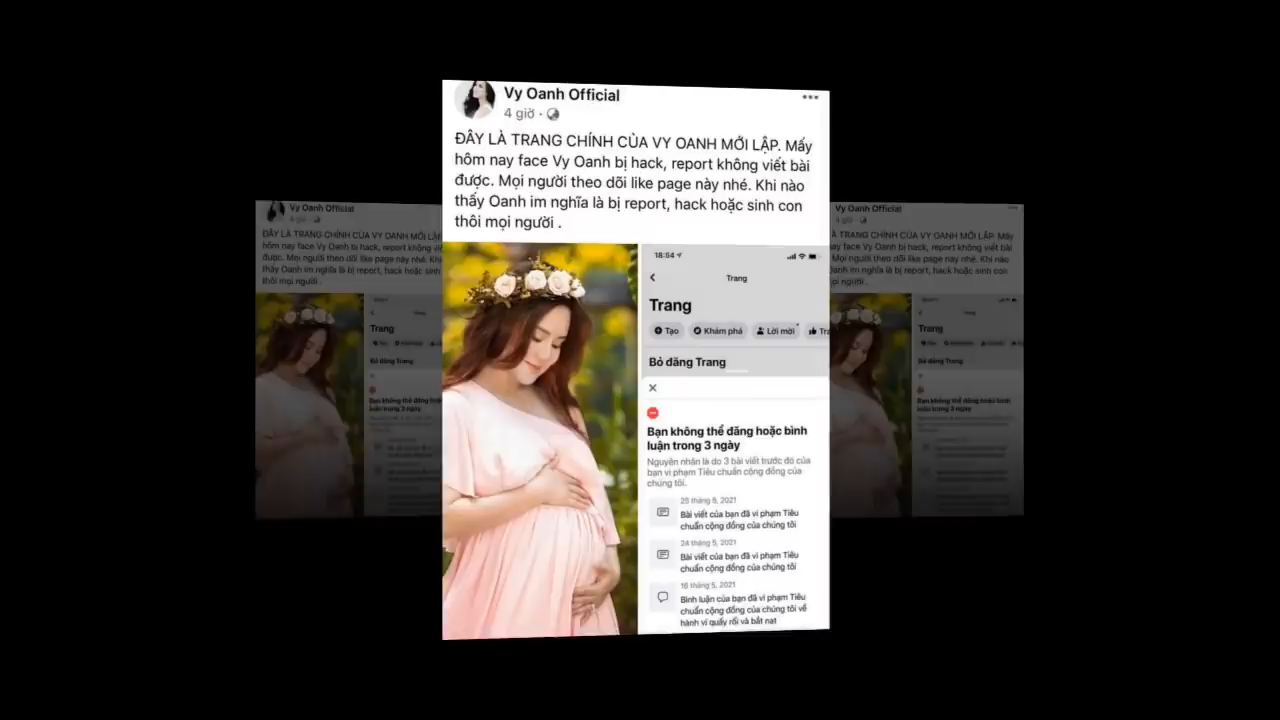 Vy Oanh Official
4 giờ ·
ĐÂY LÀ TRANG CHÍNH CỦA VY OANH MỚI LẬP. Mấy
hôm nay face Vy Oanh bị hack, report không viết bài
được. Mọi người theo dõi like page này nhé. Khi nào
thấy Oanh im nghĩa là bị report, hack hoặc sinh con
thôi mọi người .
18:54
Trang
Trang
Tạo
Khám phá
Lời mời
Bỏ đăng Trang
Bạn không thể đăng hoặc bình
luận trong 3 ngày
Nguyên nhân là do 3 bài viết trước đó của
bạn vi phạm Tiêu chuẩn cộng đồng của
chúng tôi.
25 tháng 5, 2021
Bài viết của bạn đã vi phạm Tiêu
chuẩn cộng đồng của chúng tôi
24 tháng 5, 2021
Bài viết của bạn đã vi phạm Tiêu
chuẩn cộng đồng của chúng tôi
16 tháng 5, 2021
Bình luận của bạn đã vi phạm Tiêu
chuẩn cộng đồng của chúng tôi về
hành vi quấy rối và bắt nạt